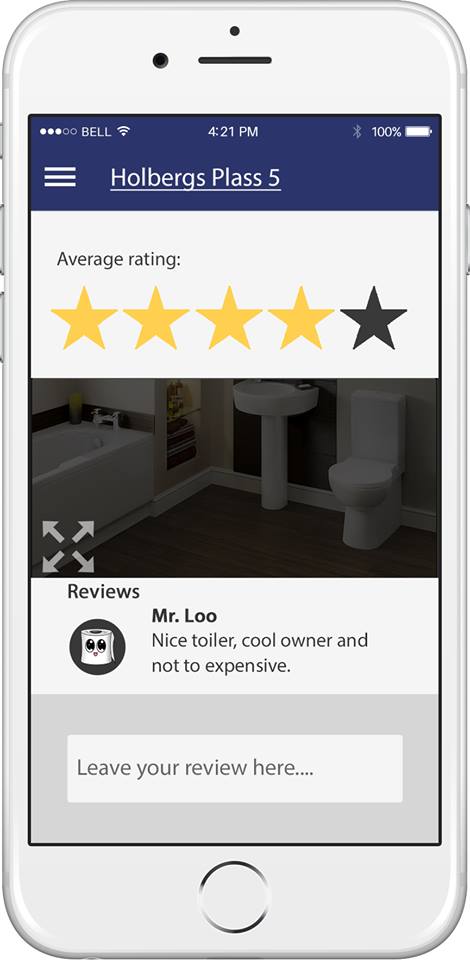 BELL 4:21 PM 100%
Holbergs Plass 5
Average rating:
Reviews
Mr. Loo
Nice toiler, cool owner and
not to expensive.
Leave your review here....